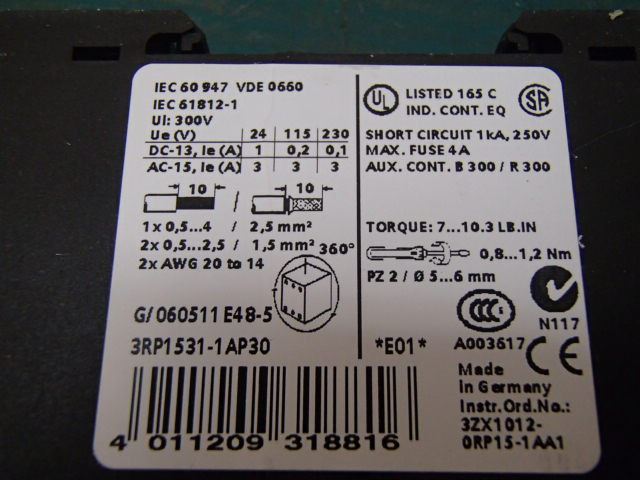 IEC 60 947 VDE 0660
IEC 61812-1
UI: 300V
Ue (V) 24 115 230
DC-13, Ie (A) 1 0,2 0,1
AC-15, Ie (A) 3 3 3
10 / 10
1x 0,5...4 / 2,5 mm²
2x 0,5...2,5 / 1,5 mm²
2x AWG 20 to 14
360°
G/ 060511 E48-5
3RP1531-1AP30
*E01*
4 011209 318816
UL LISTED 165 C
IND. CONT. EQ
SA
SHORT CIRCUIT 1kA, 250V
MAX. FUSE 4A
AUX. CONT. B 300 / R 300
TORQUE: 7...10.3 LB.IN
0,8...1,2 Nm
PZ 2 / Ø 5...6 mm
CCC
N117
A003617
CE
Made
in Germany
Instr.Ord.No.:
3ZX1012-
0RP15-1AA1